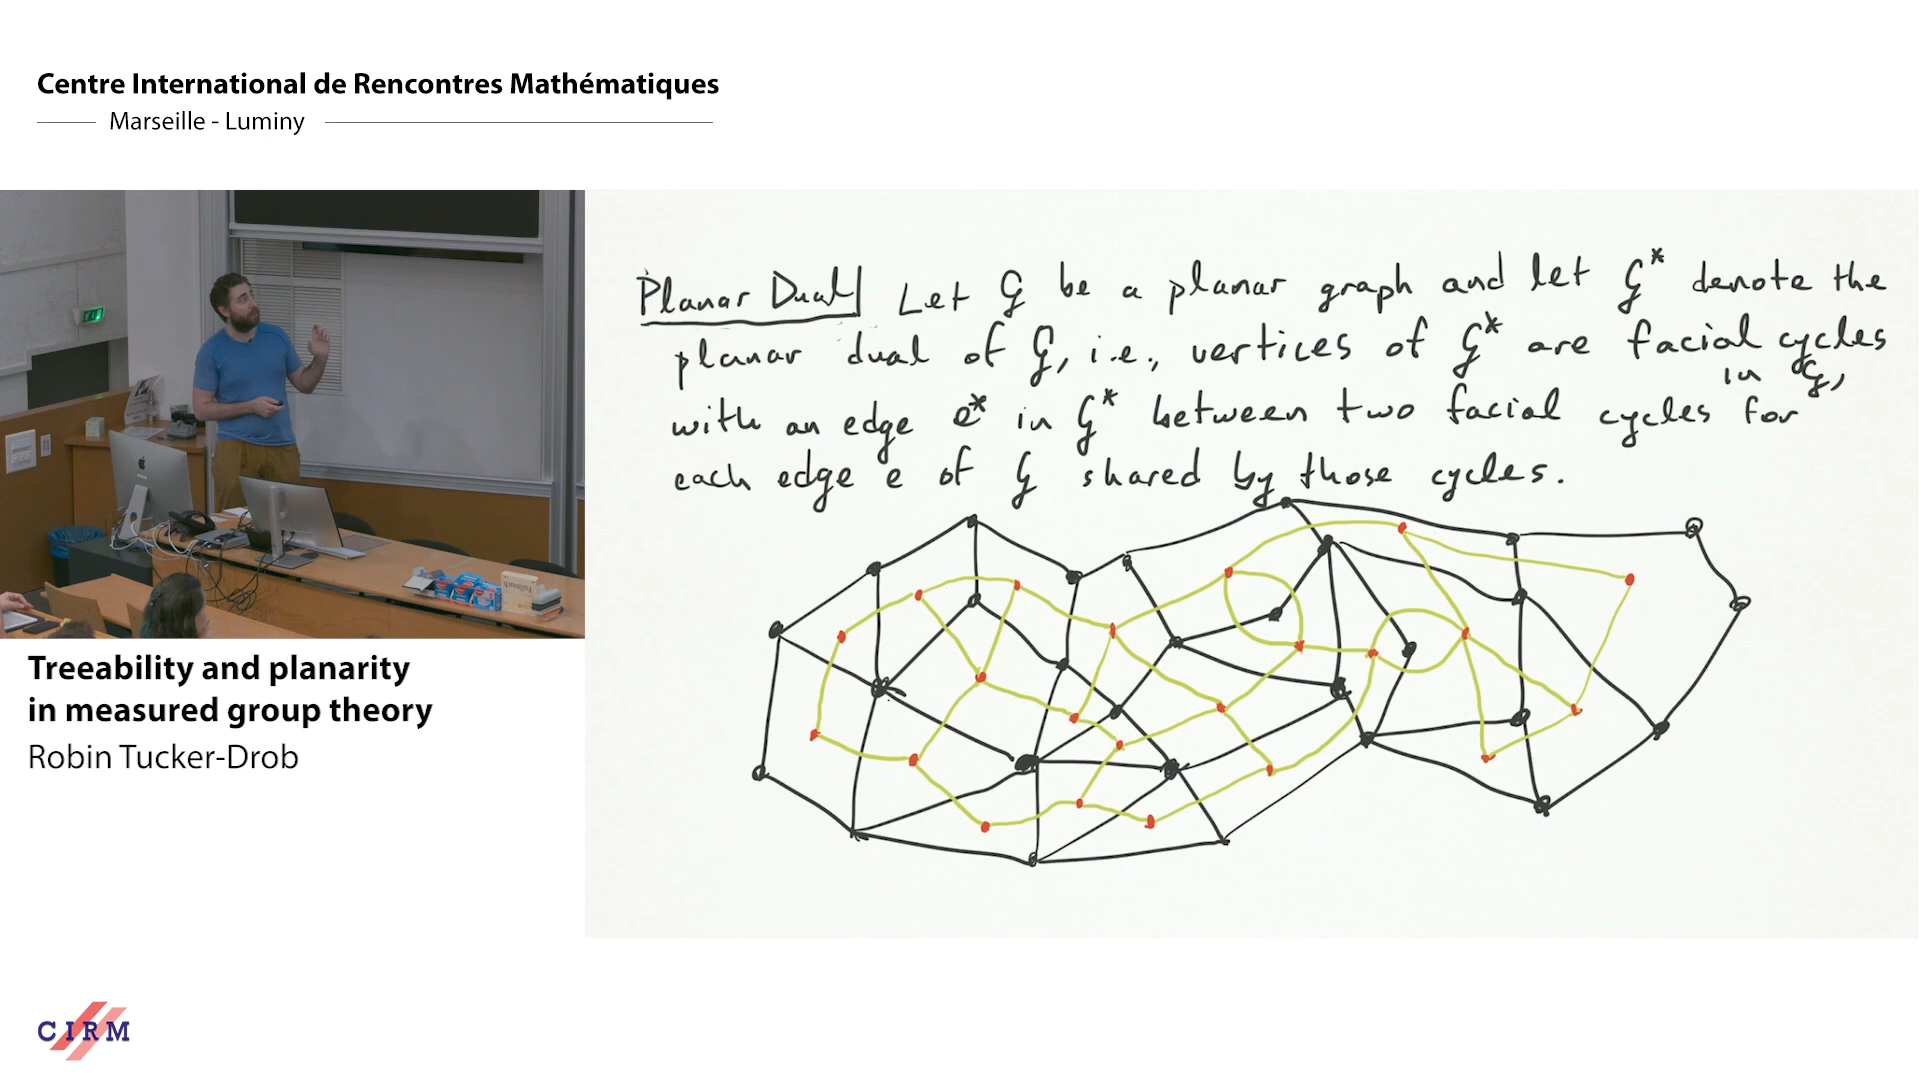 Centre International de Rencontres Mathématiques
Marseille - Luminy
Planar Dual Let G be a planar graph and let G* denote the
planar dual of G, i.e., vertices of G* are facial cycles
in G,
with an edge e* in G* between two facial cycles for
each edge e of G shared by those cycles.
Treeability and planarity
in measured group theory
Robin Tucker-Drob
CIRM